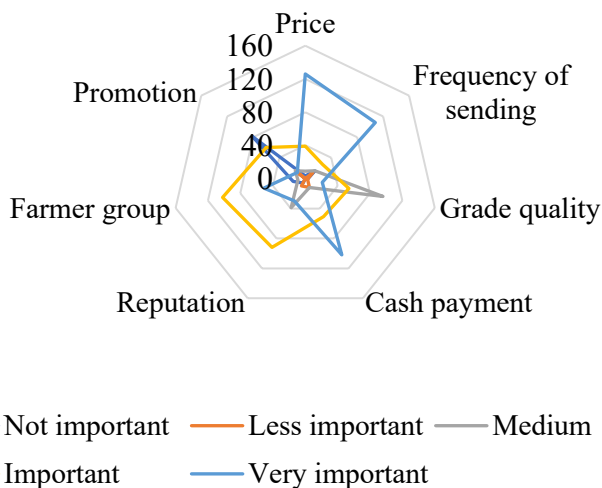 Price
160
120
80
40
0
Frequency of
sending
Promotion
Farmer group
Grade quality
Reputation
Cash payment
Not important Less important Medium
Important Very important